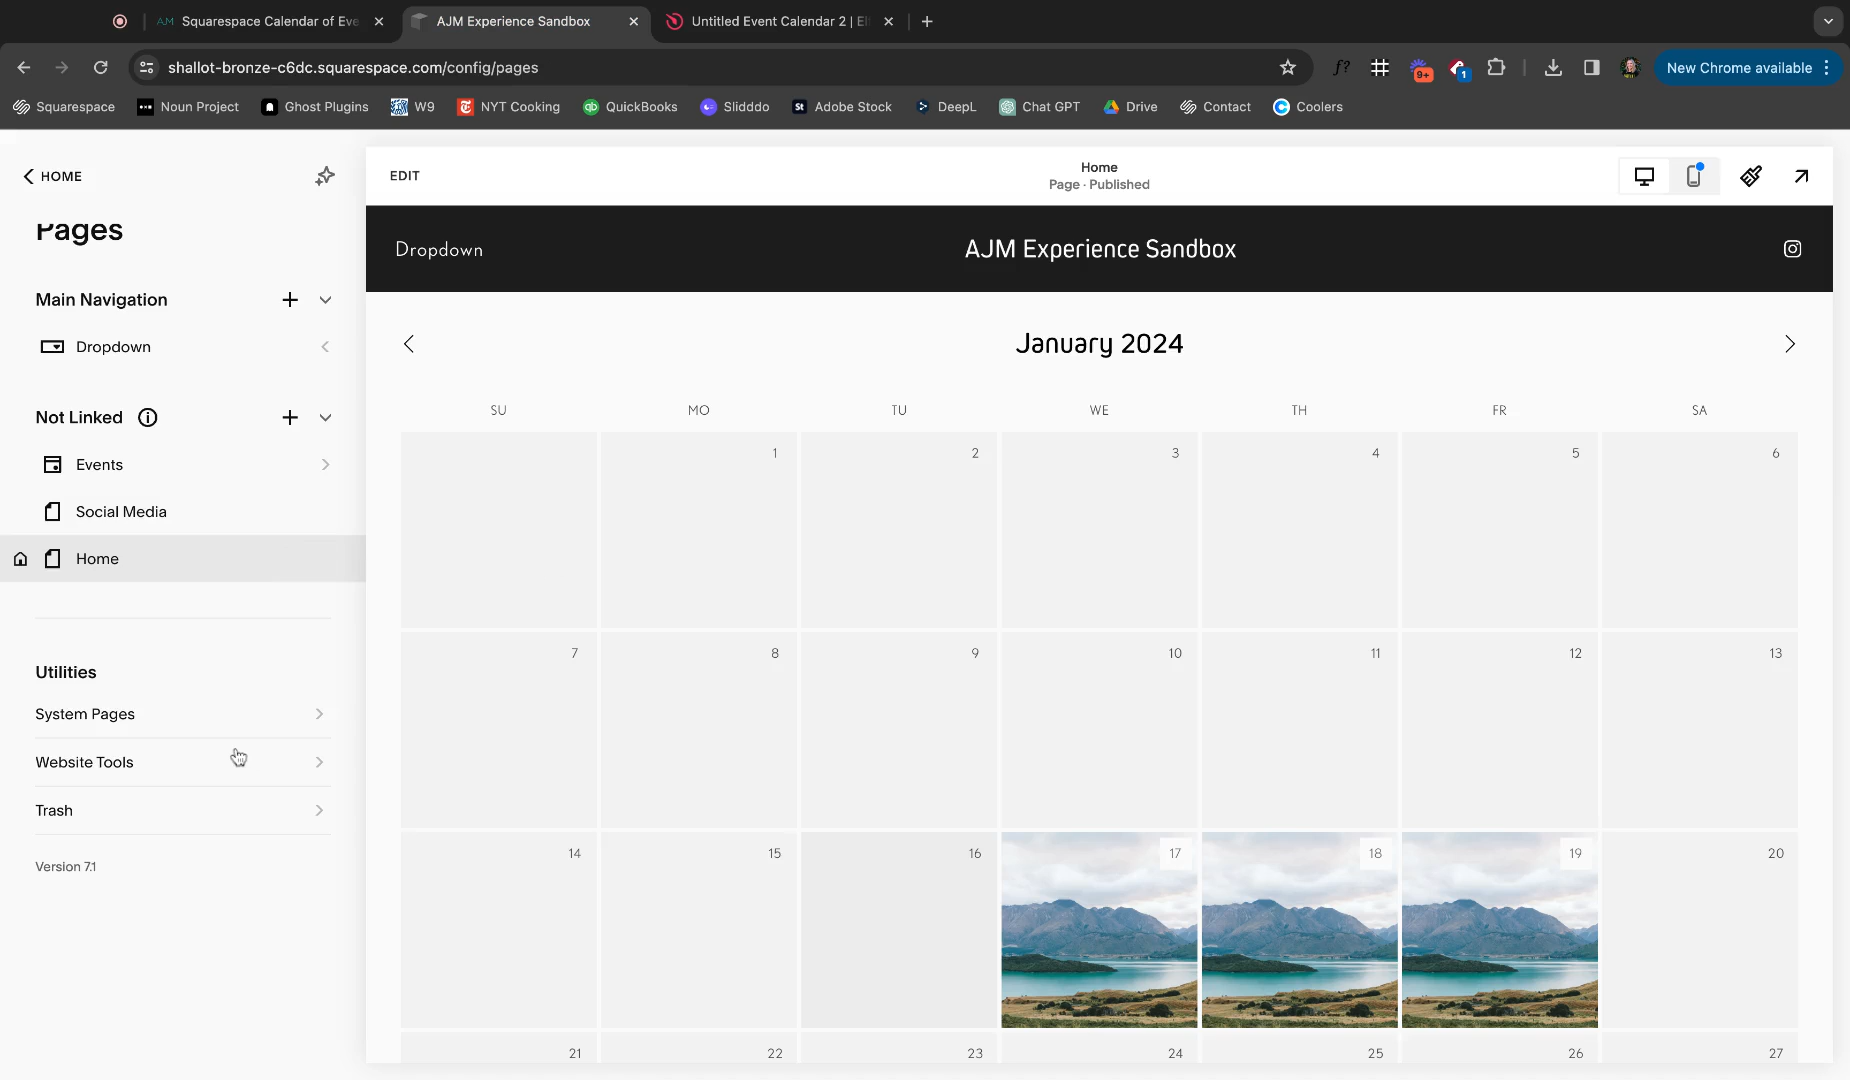 Squarespace Calendar of Eve
AJM Experience Sandbox
Untitled Event Calendar 2 | El
shallot-bronze-c6dc.squarespace.com/config/pages
f?
9+
1
New Chrome available
Squarespace
Noun Project
Ghost Plugins
W9
NYT Cooking
QuickBooks
Slidddo
St
Adobe Stock
DeepL
Chat GPT
Drive
Contact
Coolers
HOME
EDIT
Home
Page · Published
Pages
Main Navigation
Dropdown
Not Linked
Events
Social Media
Home
Utilities
System Pages
Website Tools
Trash
Version 7.1
Dropdown
AJM Experience Sandbox
January 2024
SU MO TU WE TH FR SA
1 2 3 4 5 6
7 8 9 10 11 12 13
14 15 16 17 18 19 20
21 22 23 24 25 26 27